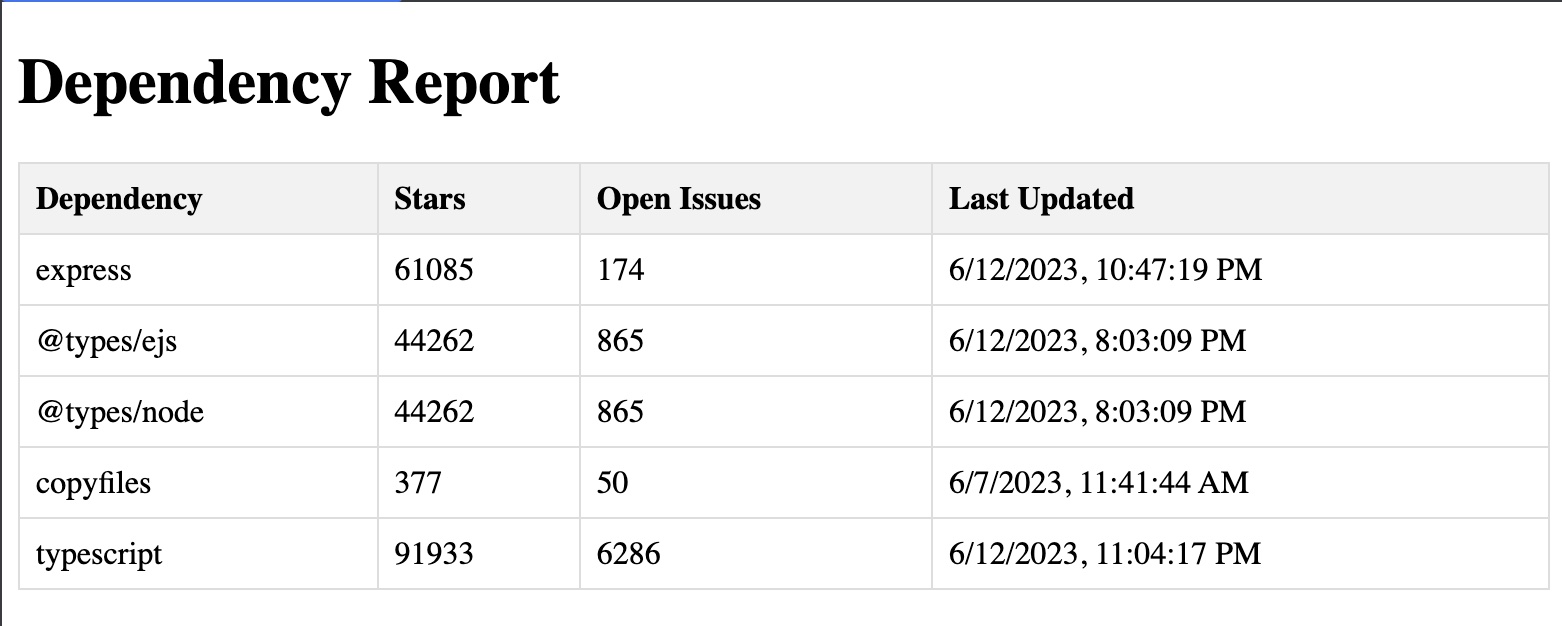 Dependency Report
Dependency Stars Open Issues Last Updated
express 61085 174 6/12/2023, 10:47:19 PM
@types/ejs 44262 865 6/12/2023, 8:03:09 PM
@types/node 44262 865 6/12/2023, 8:03:09 PM
copyfiles 377 50 6/7/2023, 11:41:44 AM
typescript 91933 6286 6/12/2023, 11:04:17 PM